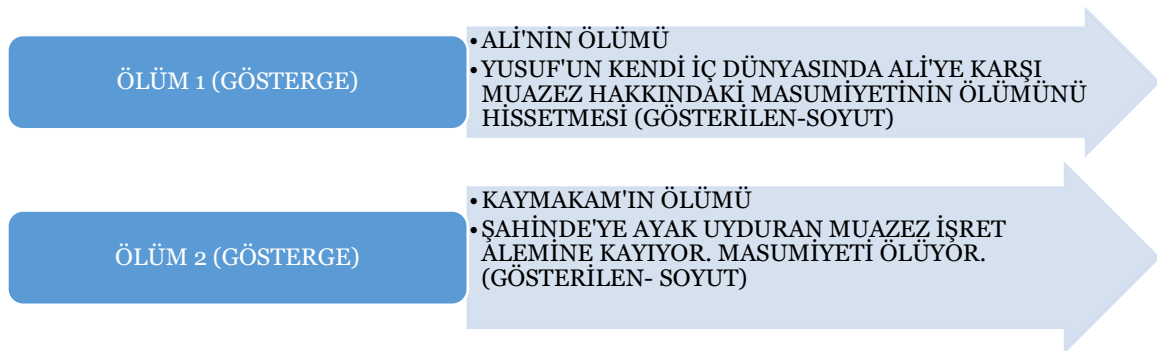 ÖLÜM 1 (GÖSTERGE)
•ALİ'NİN ÖLÜMÜ
•YUSUF'UN KENDİ İÇ DÜNYASINDA ALİ'YE KARŞI
MUAZEZ HAKKINDAKİ MASUMİYETİNİN ÖLÜMÜNÜ
HİSSETMESİ (GÖSTERİLEN-SOYUT)
ÖLÜM 2 (GÖSTERGE)
•KAYMAKAM'IN ÖLÜMÜ
•ŞAHİNDE'YE AYAK UYDURAN MUAZEZ İŞRET
ALEMİNE KAYIYOR. MASUMİYETİ ÖLÜYOR.
(GÖSTERİLEN- SOYUT)